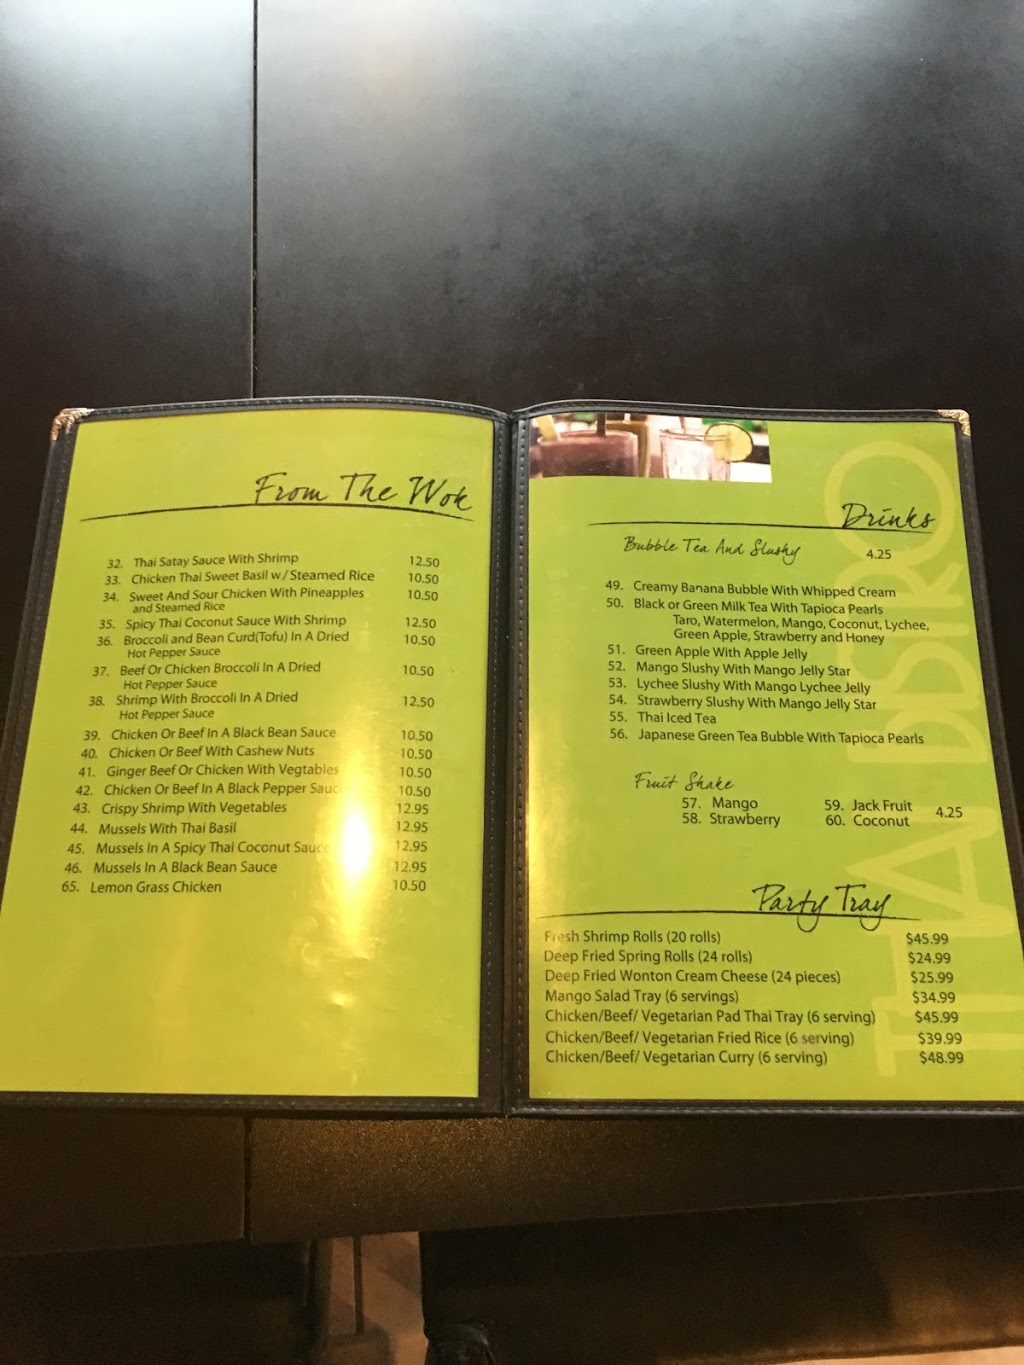 From The Wok
32. Thai Satay Sauce With Shrimp 12.50
33. Chicken Thai Sweet Basil w/ Steamed Rice 10.50
34. Sweet And Sour Chicken With Pineapples 10.50
and Steamed Rice
35. Spicy Thai Coconut Sauce With Shrimp 12.50
36. Broccoli and Bean Curd(Tofu) In A Dried 10.50
Hot Pepper Sauce
37. Beef Or Chicken Broccoli In A Dried 10.50
Hot Pepper Sauce
38. Shrimp With Broccoli In A Dried 12.50
Hot Pepper Sauce
39. Chicken Or Beef In A Black Bean Sauce 10.50
40. Chicken Or Beef With Cashew Nuts 10.50
41. Ginger Beef Or Chicken With Vegtables 10.50
42. Chicken Or Beef In A Black Pepper Sauce 10.50
43. Crispy Shrimp With Vegetables 12.95
44. Mussels With Thai Basil 12.95
45. Mussels In A Spicy Thai Coconut Sauce 12.95
46. Mussels In A Black Bean Sauce 12.95
65. Lemon Grass Chicken 10.50
Drinks
Bubble Tea And Slushy 4.25
49. Creamy Banana Bubble With Whipped Cream
50. Black or Green Milk Tea With Tapioca Pearls
Taro, Watermelon, Mango, Coconut, Lychee,
Green Apple, Strawberry and Honey
51. Green Apple With Apple Jelly
52. Mango Slushy With Mango Jelly Star
53. Lychee Slushy With Mango Lychee Jelly
54. Strawberry Slushy With Mango Jelly Star
55. Thai Iced Tea
56. Japanese Green Tea Bubble With Tapioca Pearls
Fruit Shake
57. Mango 59. Jack Fruit 4.25
58. Strawberry 60. Coconut
Party Tray
Fresh Shrimp Rolls (20 rolls) $45.99
Deep Fried Spring Rolls (24 rolls) $24.99
Deep Fried Wonton Cream Cheese (24 pieces) $25.99
Mango Salad Tray (6 servings) $34.99
Chicken/Beef/ Vegetarian Pad Thai Tray (6 serving) $45.99
Chicken/Beef/ Vegetarian Fried Rice (6 serving) $39.99
Chicken/Beef/ Vegetarian Curry (6 serving) $48.99